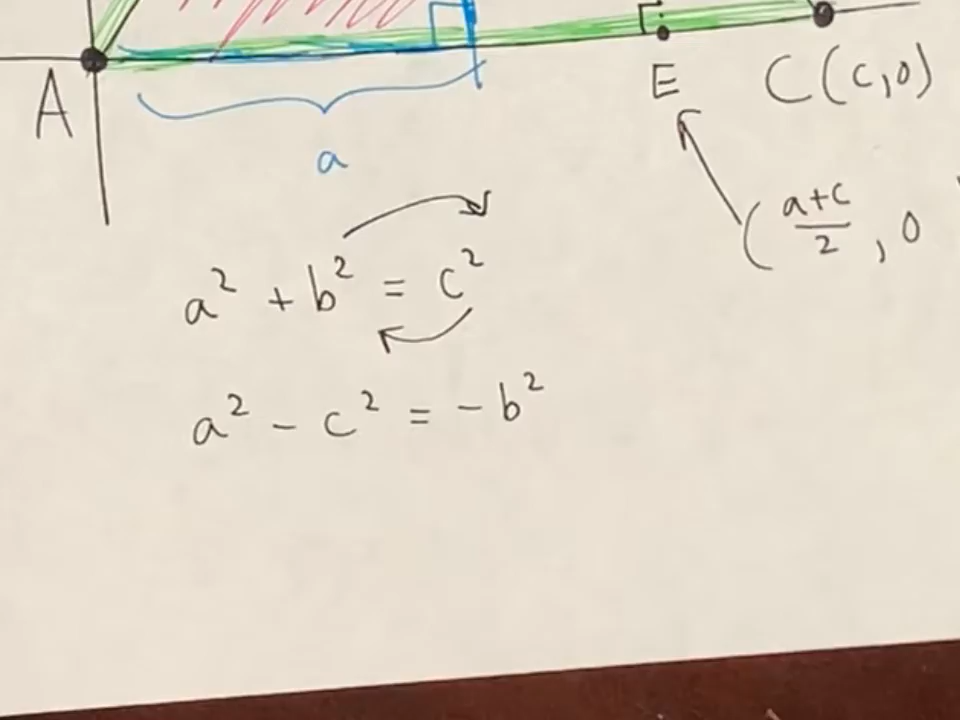 A
E
C(c,0)
a
(a+c/2, 0
a² + b² = c²
a² - c² = -b²